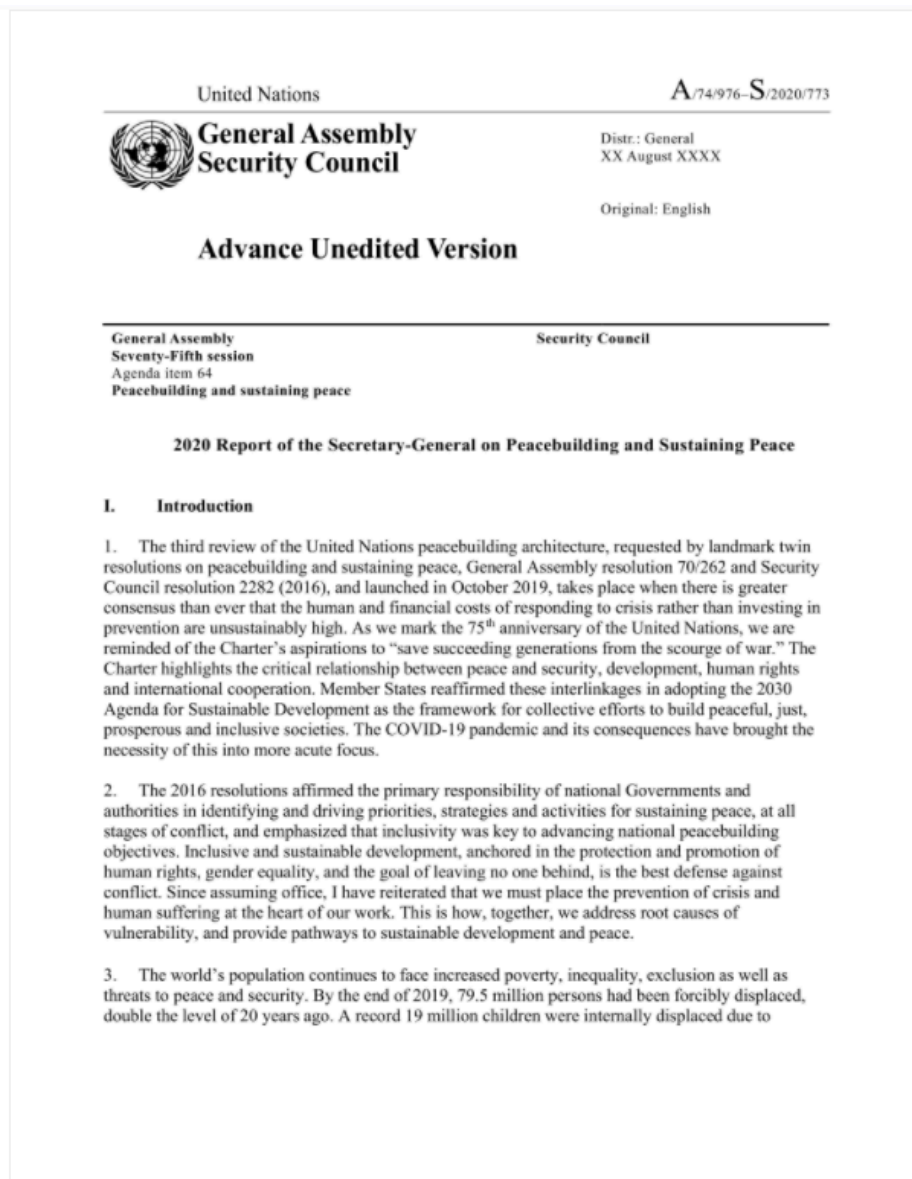 United Nations
A/74/976–S/2020/773
General Assembly
Security Council
Distr.: General
XX August XXXX
Original: English
Advance Unedited Version
General Assembly
Seventy-Fifth session
Agenda item 64
Peacebuilding and sustaining peace
Security Council
2020 Report of the Secretary-General on Peacebuilding and Sustaining Peace
I. Introduction
1. The third review of the United Nations peacebuilding architecture, requested by landmark twin
resolutions on peacebuilding and sustaining peace, General Assembly resolution 70/262 and Security
Council resolution 2282 (2016), and launched in October 2019, takes place when there is greater
consensus than ever that the human and financial costs of responding to crisis rather than investing in
prevention are unsustainably high. As we mark the 75th anniversary of the United Nations, we are
reminded of the Charter's aspirations to “save succeeding generations from the scourge of war.” The
Charter highlights the critical relationship between peace and security, development, human rights
and international cooperation. Member States reaffirmed these interlinkages in adopting the 2030
Agenda for Sustainable Development as the framework for collective efforts to build peaceful, just,
prosperous and inclusive societies. The COVID-19 pandemic and its consequences have brought the
necessity of this into more acute focus.
2. The 2016 resolutions affirmed the primary responsibility of national Governments and
authorities in identifying and driving priorities, strategies and activities for sustaining peace, at all
stages of conflict, and emphasized that inclusivity was key to advancing national peacebuilding
objectives. Inclusive and sustainable development, anchored in the protection and promotion of
human rights, gender equality, and the goal of leaving no one behind, is the best defense against
conflict. Since assuming office, I have reiterated that we must place the prevention of crisis and
human suffering at the heart of our work. This is how, together, we address root causes of
vulnerability, and provide pathways to sustainable development and peace.
3. The world's population continues to face increased poverty, inequality, exclusion as well as
threats to peace and security. By the end of 2019, 79.5 million persons had been forcibly displaced,
double the level of 20 years ago. A record 19 million children were internally displaced due to